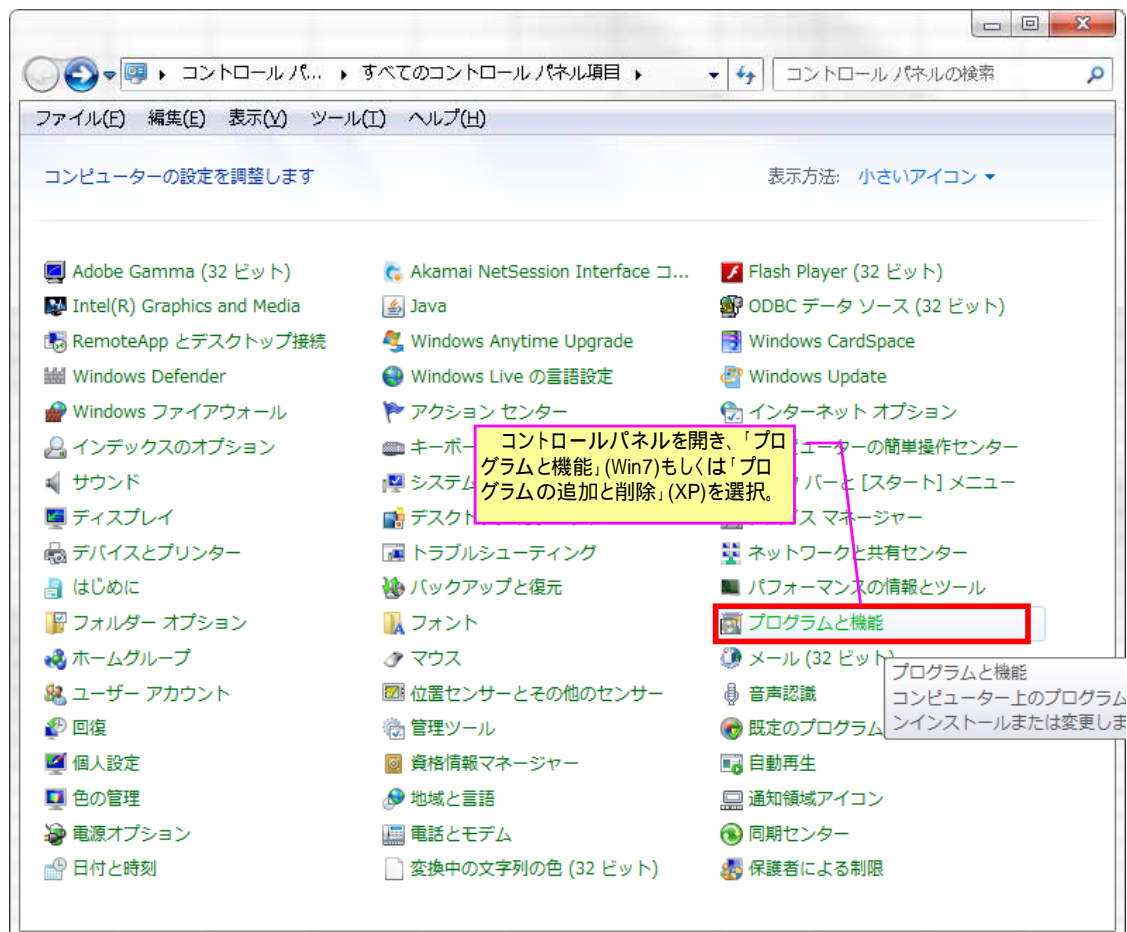 コントロール パ... ▸ すべてのコントロール パネル項目 ▸
コントロール パネルの検索
ファイル(F) 編集(E) 表示(V) ツール(T) ヘルプ(H)
コンピューターの設定を調整します
表示方法: 小さいアイコン
Adobe Gamma (32 ビット)
Akamai NetSession Interface コ...
Flash Player (32 ビット)
Intel(R) Graphics and Media
Java
ODBC データ ソース (32 ビット)
RemoteApp とデスクトップ接続
Windows Anytime Upgrade
Windows CardSpace
Windows Defender
Windows Live の言語設定
Windows Update
Windows ファイアウォール
アクション センター
インターネット オプション
インデックスのオプション
キーボー
ューターの簡単操作センター
コントロールパネルを開き、「プロ
グラムと機能」(Win7)もしくは「プロ
グラムの追加と削除」(XP)を選択。
サウンド
システム
バーと [スタート] メニュー
ディスプレイ
デスクト
ス マネージャー
デバイスとプリンター
トラブルシューティング
ネットワークと共有センター
はじめに
バックアップと復元
パフォーマンスの情報とツール
フォルダー オプション
フォント
プログラムと機能
ホームグループ
マウス
メール (32 ビット)
プログラムと機能
コンピューター上のプログラム
ンインストールまたは変更しま
ユーザー アカウント
位置センサーとその他のセンサー
音声認識
回復
管理ツール
既定のプログラム
個人設定
資格情報マネージャー
自動再生
色の管理
地域と言語
通知領域アイコン
電源オプション
電話とモデム
同期センター
日付と時刻
変換中の文字列の色 (32 ビット)
保護者による制限